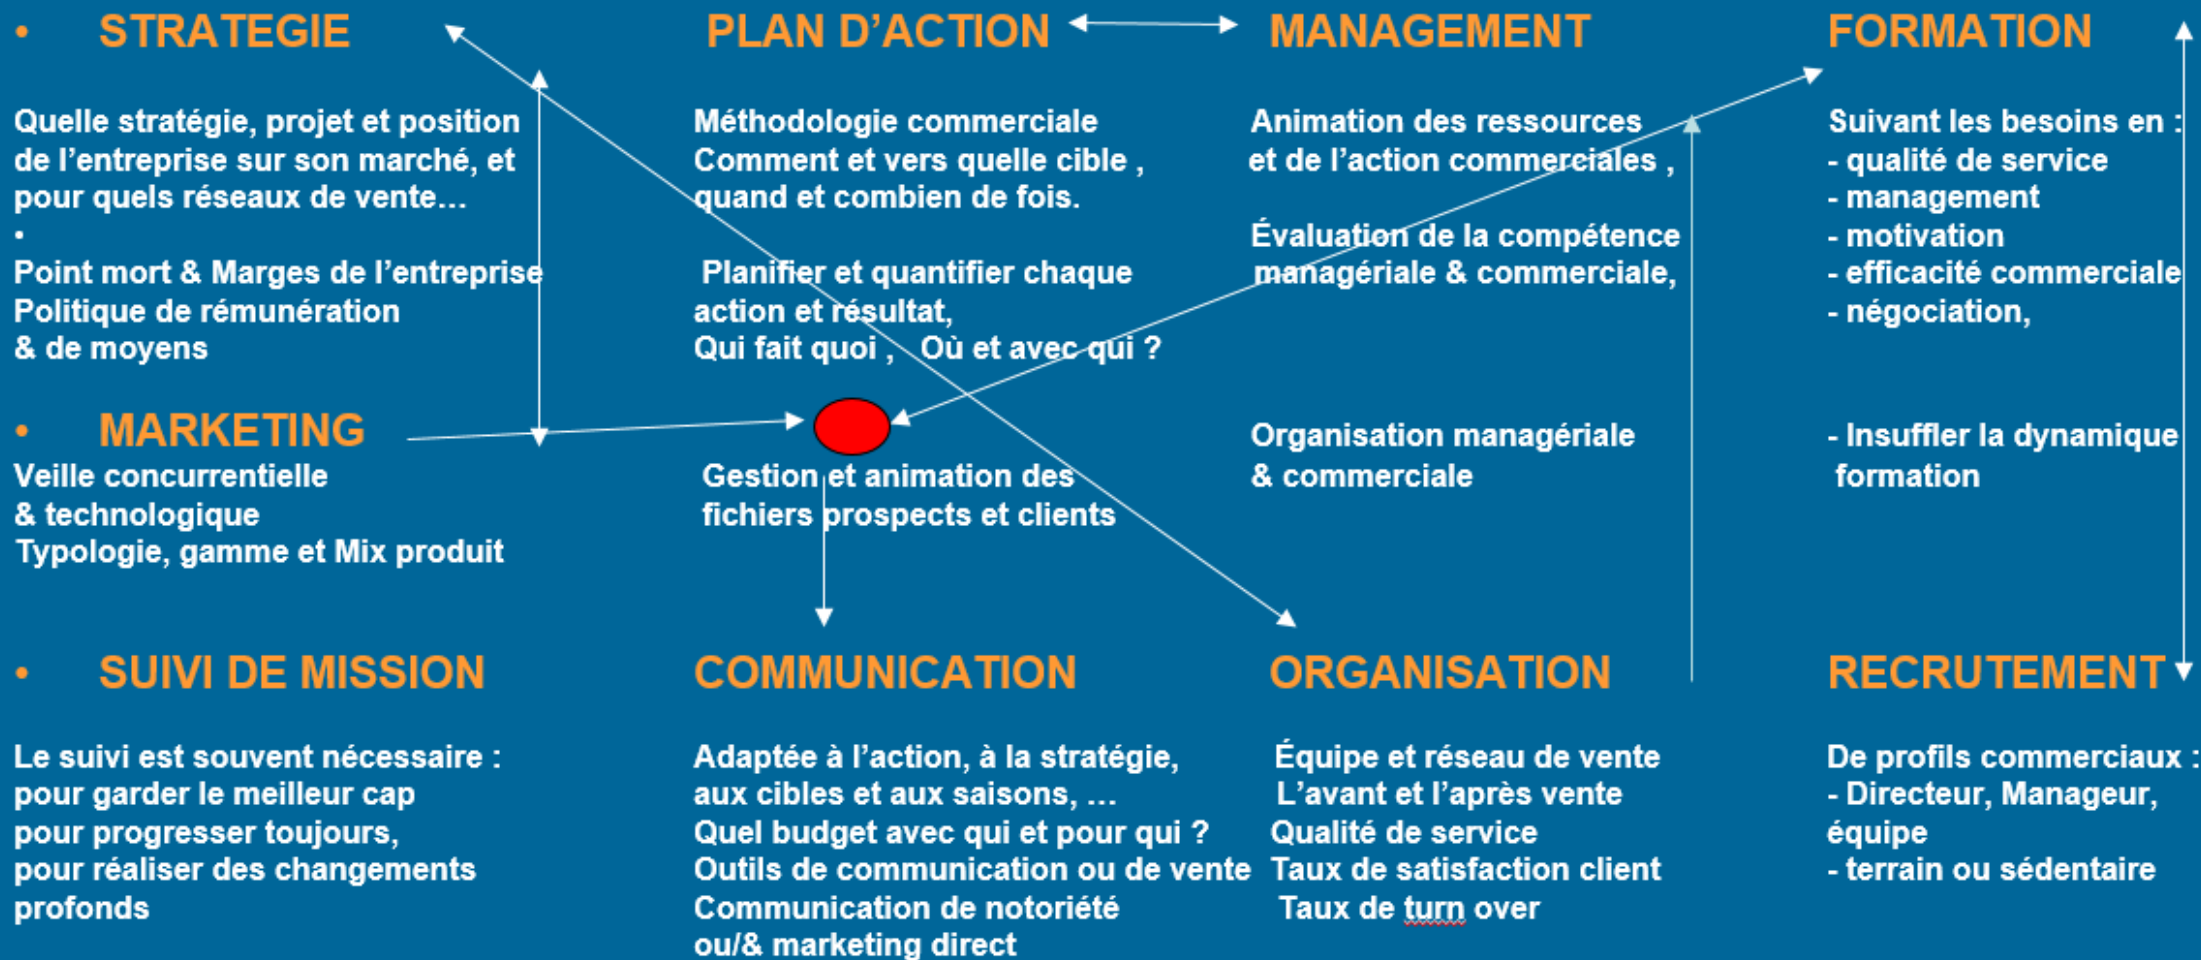 • STRATEGIE
Quelle stratégie, projet et position
de l’entreprise sur son marché, et
pour quels réseaux de vente…
•
Point mort & Marges de l’entreprise
Politique de rémunération
& de moyens
• MARKETING
Veille concurrentielle
& technologique
Typologie, gamme et Mix produit
• SUIVI DE MISSION
Le suivi est souvent nécessaire :
pour garder le meilleur cap
pour progresser toujours,
pour réaliser des changements
profonds
PLAN D’ACTION
Méthodologie commerciale
Comment et vers quelle cible ,
quand et combien de fois.
Planifier et quantifier chaque
action et résultat,
Qui fait quoi , Où et avec qui ?
Gestion et animation des
fichiers prospects et clients
COMMUNICATION
Adaptée à l’action, à la stratégie,
aux cibles et aux saisons, …
Quel budget avec qui et pour qui ?
Outils de communication ou de vente
Communication de notoriété
ou/& marketing direct
MANAGEMENT
Animation des ressources
et de l’action commerciales ,
Évaluation de la compétence
managériale & commerciale,
Organisation managériale
& commerciale
ORGANISATION
Équipe et réseau de vente
L’avant et l’après vente
Qualité de service
Taux de satisfaction client
Taux de turn over
FORMATION
Suivant les besoins en :
- qualité de service
- management
- motivation
- efficacité commerciale
- négociation,
- Insuffler la dynamique
formation
RECRUTEMENT
De profils commerciaux :
- Directeur, Manageur,
équipe
- terrain ou sédentaire